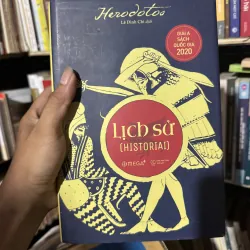 Herodotos
Lê Đình Chi dịch
GIẢI A
SÁCH
QUỐC GIA
2020
Lịch sử
[HISTORIAI]
OMEGA+